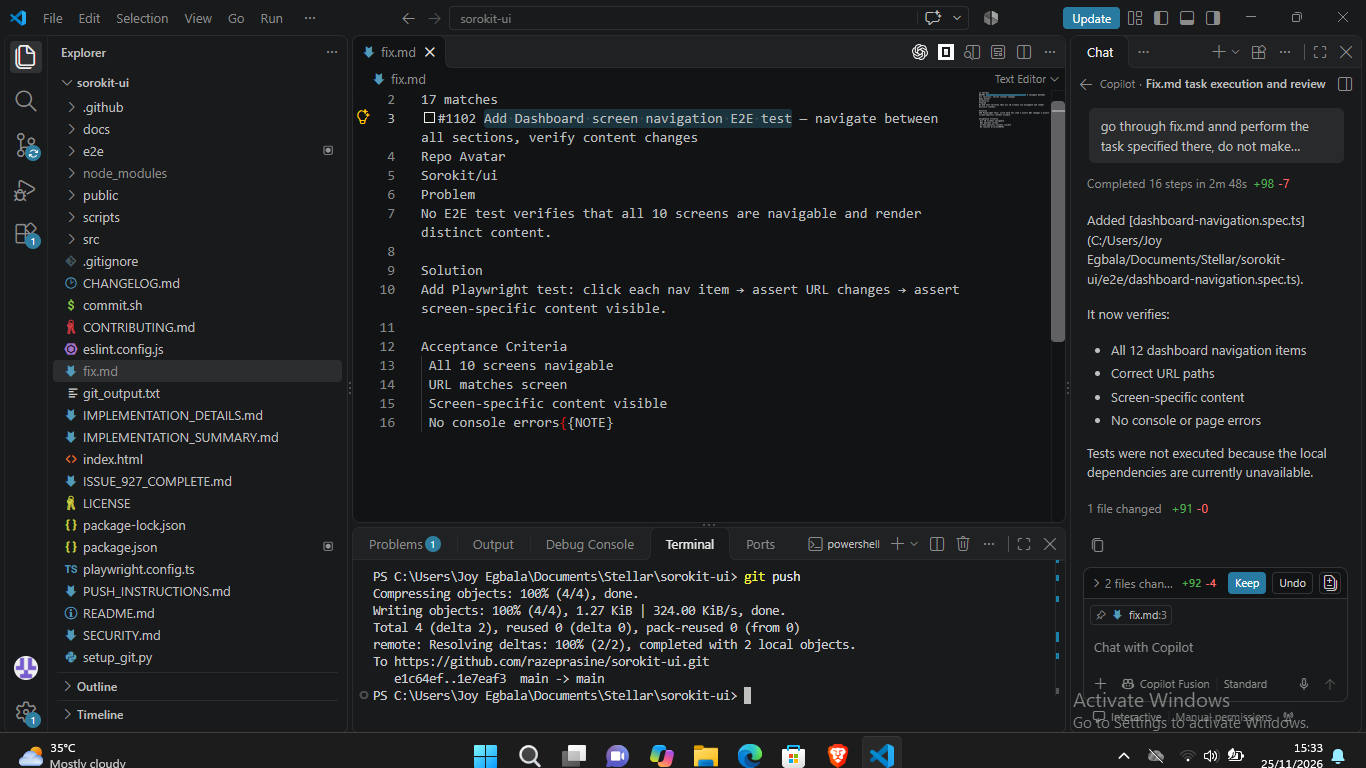 File Edit Selection View Go Run ···
sorokit-ui
Update
Explorer ···
sorokit-ui
.github
docs
e2e
node_modules
public
scripts
src
.gitignore
CHANGELOG.md
$ commit.sh
CONTRIBUTING.md
eslint.config.js
fix.md
git_output.txt
IMPLEMENTATION_DETAILS.md
IMPLEMENTATION_SUMMARY.md
<> index.html
ISSUE_927_COMPLETE.md
LICENSE
{} package-lock.json
{} package.json
TS playwright.config.ts
PUSH_INSTRUCTIONS.md
README.md
SECURITY.md
setup_git.py
Outline
Timeline
1
1
fix.md
fix.md
Text Editor
2 17 matches
3 #1102 Add Dashboard screen navigation E2E test — navigate between
all sections, verify content changes
4 Repo Avatar
5 Sorokit/ui
6 Problem
7 No E2E test verifies that all 10 screens are navigable and render
distinct content.
8
9 Solution
10 Add Playwright test: click each nav item → assert URL changes → assert
screen-specific content visible.
11
12 Acceptance Criteria
13 All 10 screens navigable
14 URL matches screen
15 Screen-specific content visible
16 No console errors{{NOTE}
Problems 1 Output Debug Console Terminal Ports
powershell
PS C:\Users\Joy Egbala\Documents\Stellar\sorokit-ui> git push
Compressing objects: 100% (4/4), done.
Writing objects: 100% (4/4), 1.27 KiB | 324.00 KiB/s, done.
Total 4 (delta 2), reused 0 (delta 0), pack-reused 0 (from 0)
remote: Resolving deltas: 100% (2/2), completed with 2 local objects.
To https://github.com/razeprasine/sorokit-ui.git
e1c64ef..1e7eaf3 main -> main
PS C:\Users\Joy Egbala\Documents\Stellar\sorokit-ui>
Chat ···
Copilot · Fix.md task execution and review
go through fix.md annd perform the
task specified there, do not make...
Completed 16 steps in 2m 48s +98 -7
Added [dashboard-navigation.spec.ts]
(C:/Users/Joy
Egbala/Documents/Stellar/sorokit-
ui/e2e/dashboard-navigation.spec.ts).
It now verifies:
• All 12 dashboard navigation items
• Correct URL paths
• Screen-specific content
• No console or page errors
Tests were not executed because the local
dependencies are currently unavailable.
1 file changed +91 -0
2 files chan... +92 -4 Keep Undo
fix.md:3
Chat with Copilot
Copilot Fusion Standard
Interactive Manual permissions
Activate Windows
Go to Settings to activate Windows.
35°C
Mostly cloudy
15:33
25/11/2026